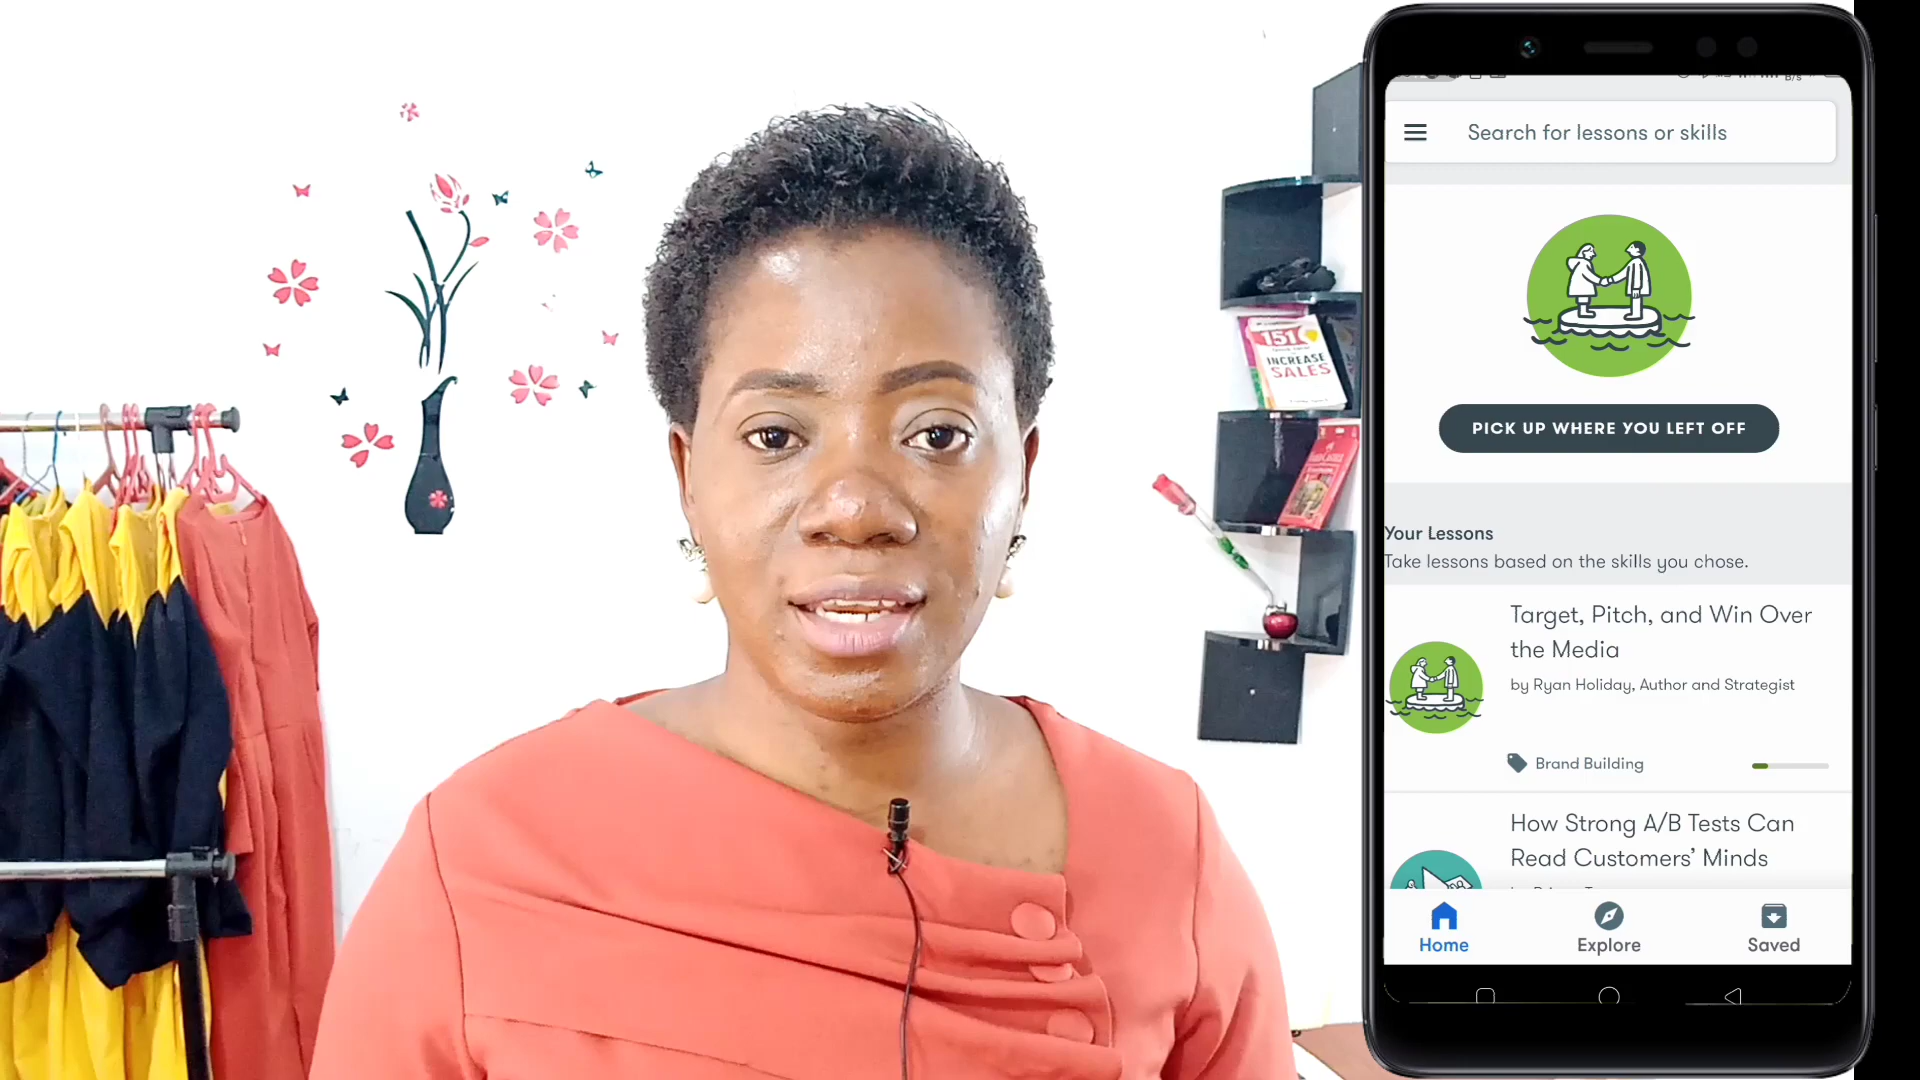 151
INCREASE
SALES
B/s
Search for lessons or skills
PICK UP WHERE YOU LEFT OFF
Your Lessons
Take lessons based on the skills you chose.
Target, Pitch, and Win Over
the Media
by Ryan Holiday, Author and Strategist
Brand Building
How Strong A/B Tests Can
Read Customers’ Minds
Home
Explore
Saved